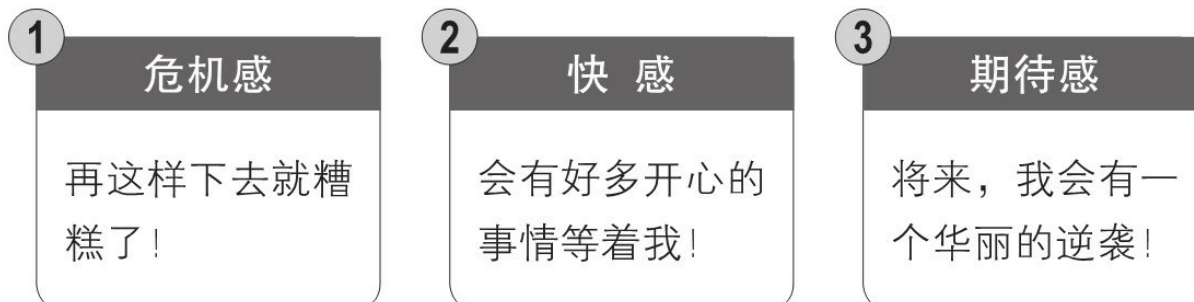 1
危机感
再这样下去就糟
糕了!
2
快 感
会有好多开心的
事情等着我!
3
期待感
将来，我会有一
个华丽的逆袭!